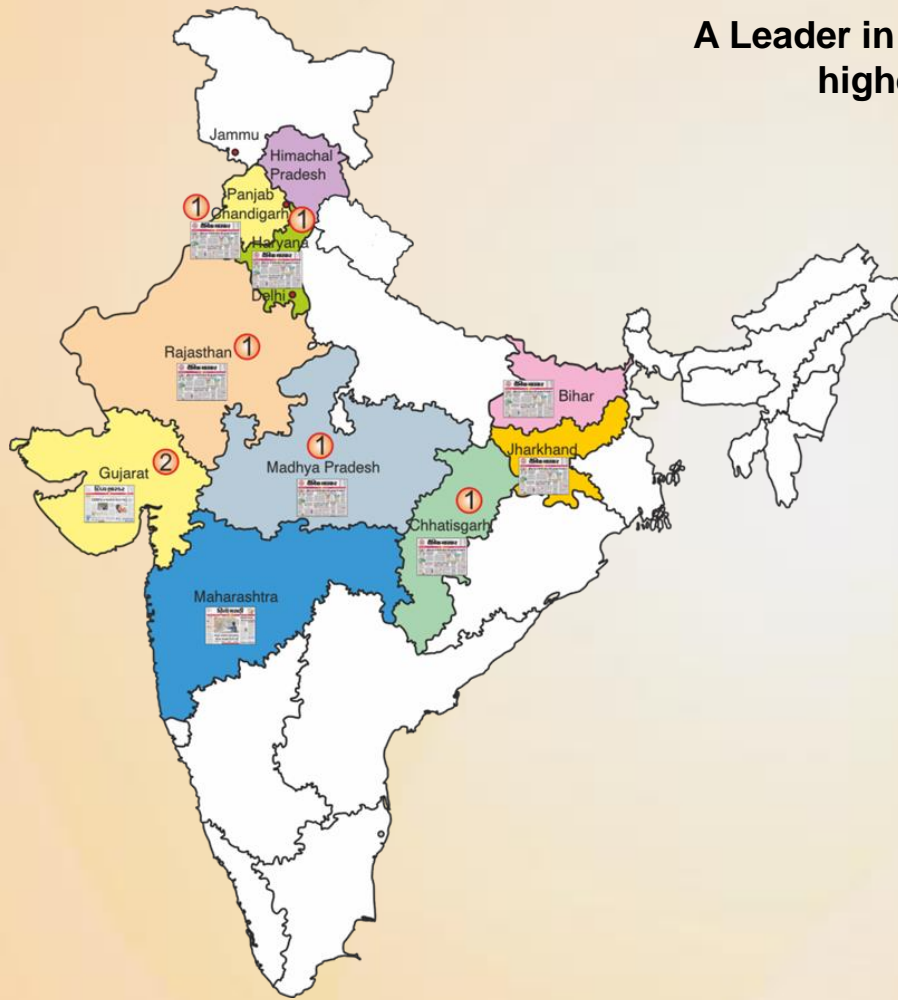 A Leader in
Jammu
Himachal
Pradesh
Panjab
1
Chandigarh
1
Haryana
Delhi
Rajasthan 1
Bihar
Jharkhand
1
Madhya Pradesh
Gujarat 2
1
Chhatisgarh
Maharashtra